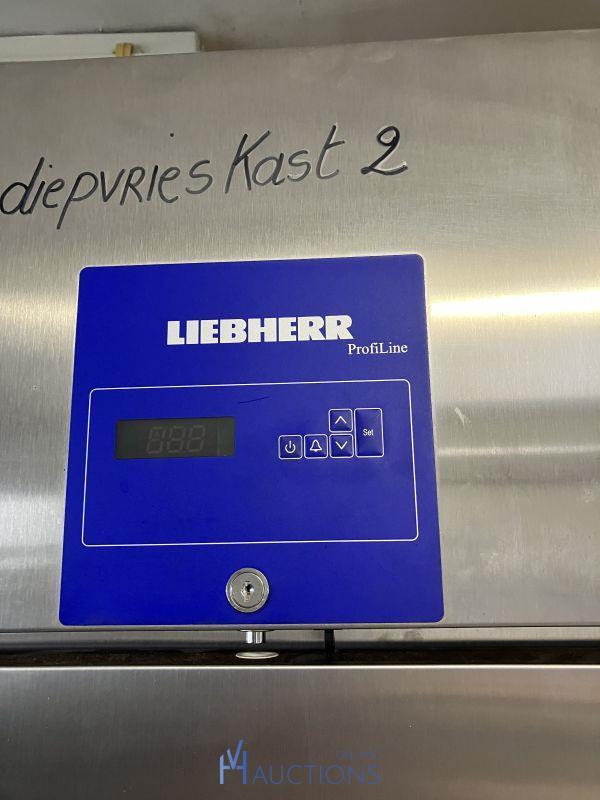 diepvries Kast 2
LIEBHERR
ProfiLine
Set
AUCTIONS